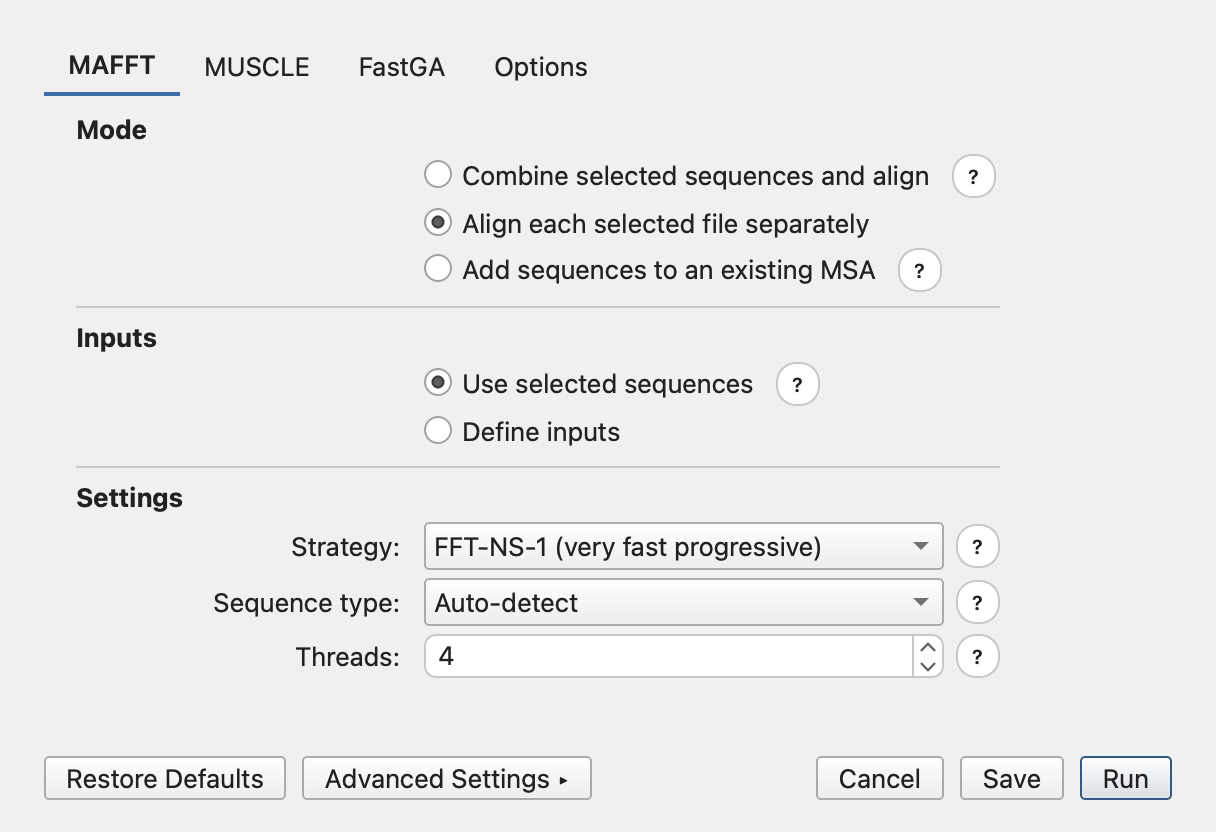 MAFFT MUSCLE FastGA Options
Mode
Combine selected sequences and align ?
Align each selected file separately
Add sequences to an existing MSA ?
Inputs
Use selected sequences ?
Define inputs
Settings
Strategy: FFT-NS-1 (very fast progressive) ?
Sequence type: Auto-detect ?
Threads: 4 ?
Restore Defaults Advanced Settings ▸ Cancel Save Run